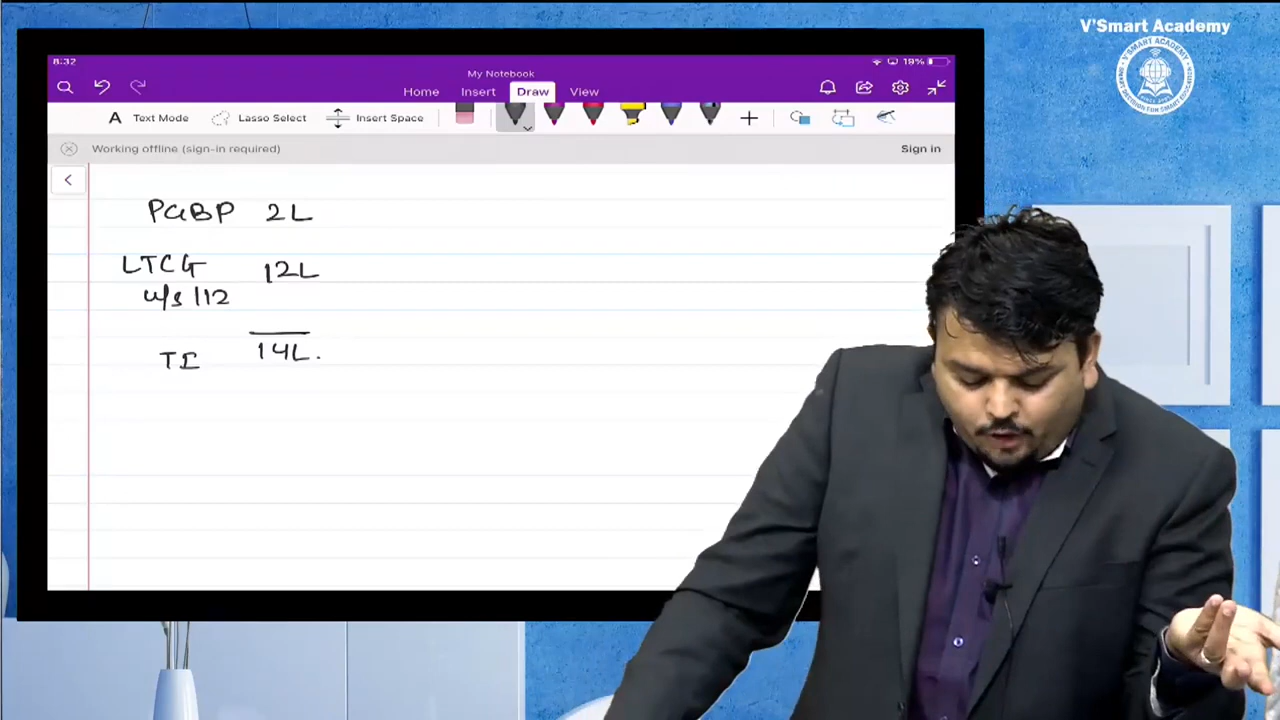 V'Smart Academy
8:32
19%
My Notebook
Home Insert Draw View
A Text Mode Lasso Select Insert Space
Working offline (sign-in required) Sign in
PGBP 2L
LTCG 12L
u/s 112
TI 14L.